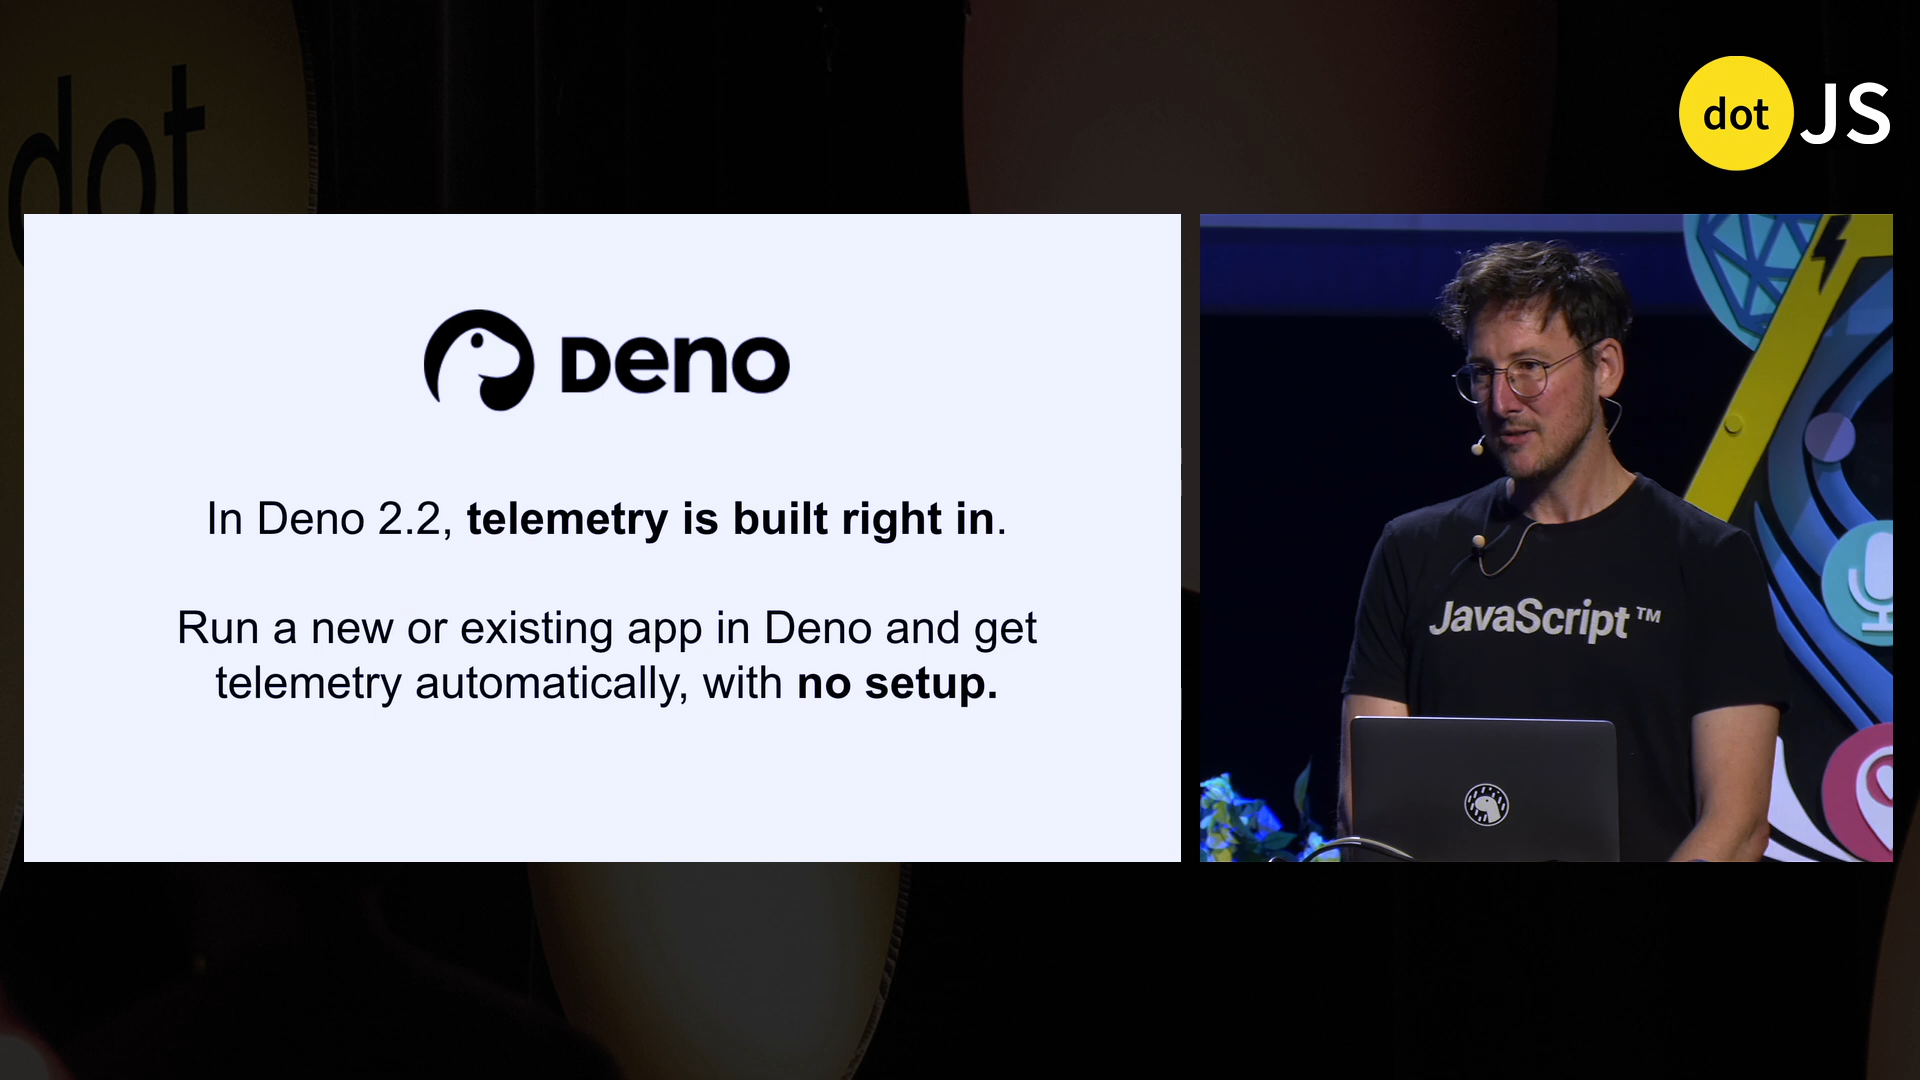 dot
dot JS
DENO
In Deno 2.2, telemetry is built right in.
Run a new or existing app in Deno and get
telemetry automatically, with no setup.
JavaScript™